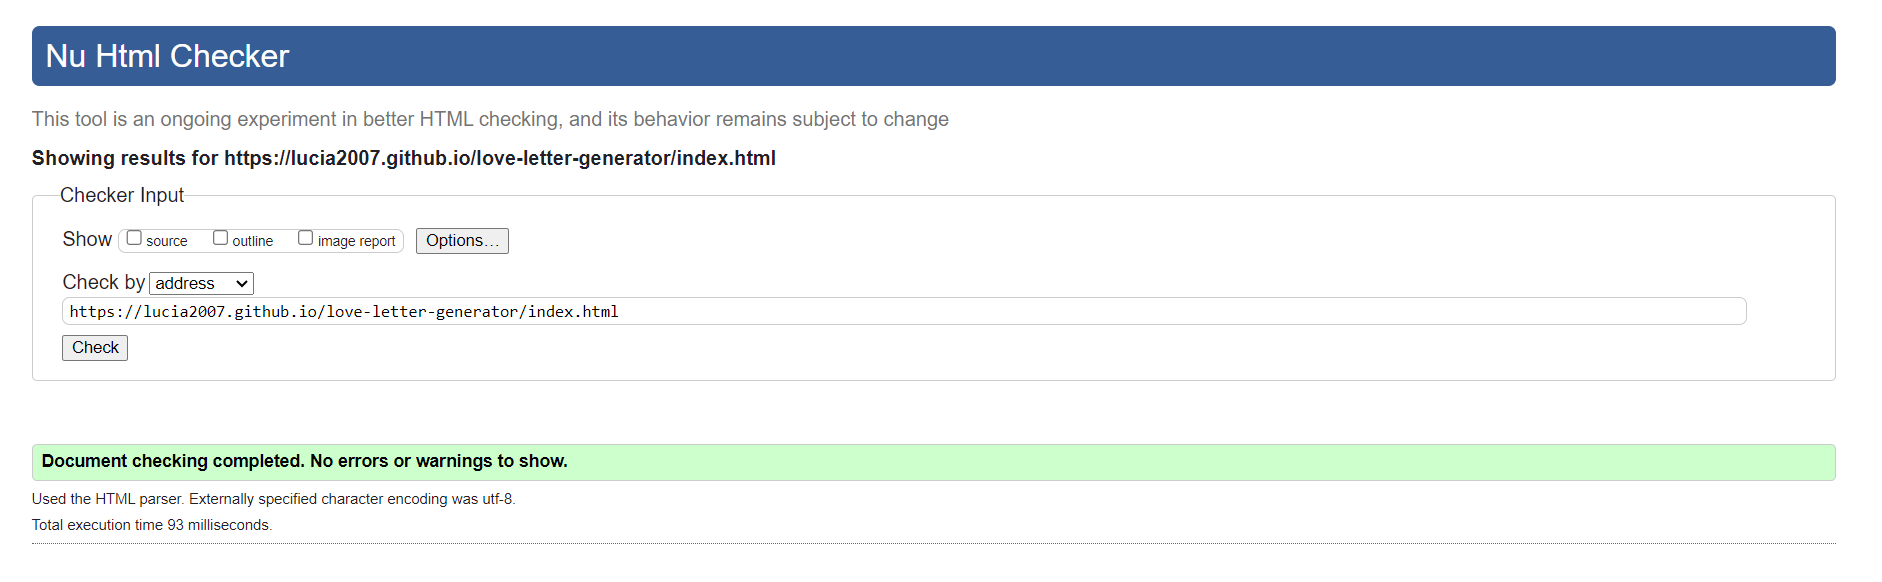 Nu Html Checker
This tool is an ongoing experiment in better HTML checking, and its behavior remains subject to change
Showing results for https://lucia2007.github.io/love-letter-generator/index.html
Checker Input
Show source outline image report Options...
Check by address
https://lucia2007.github.io/love-letter-generator/index.html
Check
Document checking completed. No errors or warnings to show.
Used the HTML parser. Externally specified character encoding was utf-8.
Total execution time 93 milliseconds.